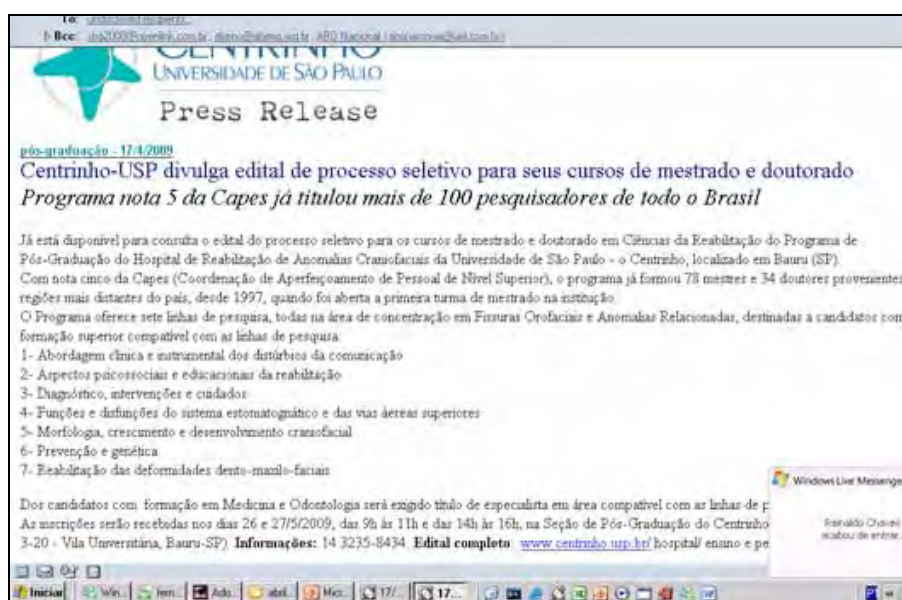 To:
Bcc:
CENTRINHO
UNIVERSIDADE DE SÃO PAULO
Press Release
pós-graduação - 17/4/2009
Centrinho-USP divulga edital de processo seletivo para seus cursos de mestrado e doutorado
Programa nota 5 da Capes já titulou mais de 100 pesquisadores de todo o Brasil
Já está disponível para consulta o edital do processo seletivo para os cursos de mestrado e doutorado em Ciências da Reabilitação do Programa de
Pós-Graduação do Hospital de Reabilitação de Anomalias Craniofaciais da Universidade de São Paulo - o Centrinho, localizado em Bauru (SP).
Com nota cinco da Capes (Coordenação de Aperfeiçoamento de Pessoal de Nível Superior), o programa já formou 78 mestres e 34 doutores provenientes
regiões mais distantes do país, desde 1997, quando foi aberta a primeira turma de mestrado na instituição.
O Programa oferece sete linhas de pesquisa, todas na área de concentração em Fissuras Orofaciais e Anomalias Relacionadas, destinadas a candidatos com
formação superior compatível com as linhas de pesquisa:
1- Abordagem clínica e instrumental dos distúrbios da comunicação
2- Aspectos psicossociais e educacionais da reabilitação
3- Diagnóstico, intervenções e cuidados
4- Funções e disfunções do sistema estomatognático e das vias áereas superiores
5- Morfologia, crescimento e desenvolvimento craniofacial
6- Prevenção e genética
7- Reabilitação das deformidades dento-maxilo-faciais
Dos candidatos com formação em Medicina e Odontologia será exigido título de especialista em área compatível com as linhas de p
As inscrições serão recebidas nos dias 26 e 27/5/2009, das 9h às 11h e das 14h às 16h, na Seção de Pós-Graduação do Centrinho
3-20 - Vila Universitária, Bauru-SP). Informações: 14 3235-8434. Edital completo: www.centrinho.usp.br/ hospital/ ensino e pe
Windows Live Messenge
Reinaldo Chaves
acabou de entrar.
Iniciar Win... Ado... abril... Mic... 17/... 17...